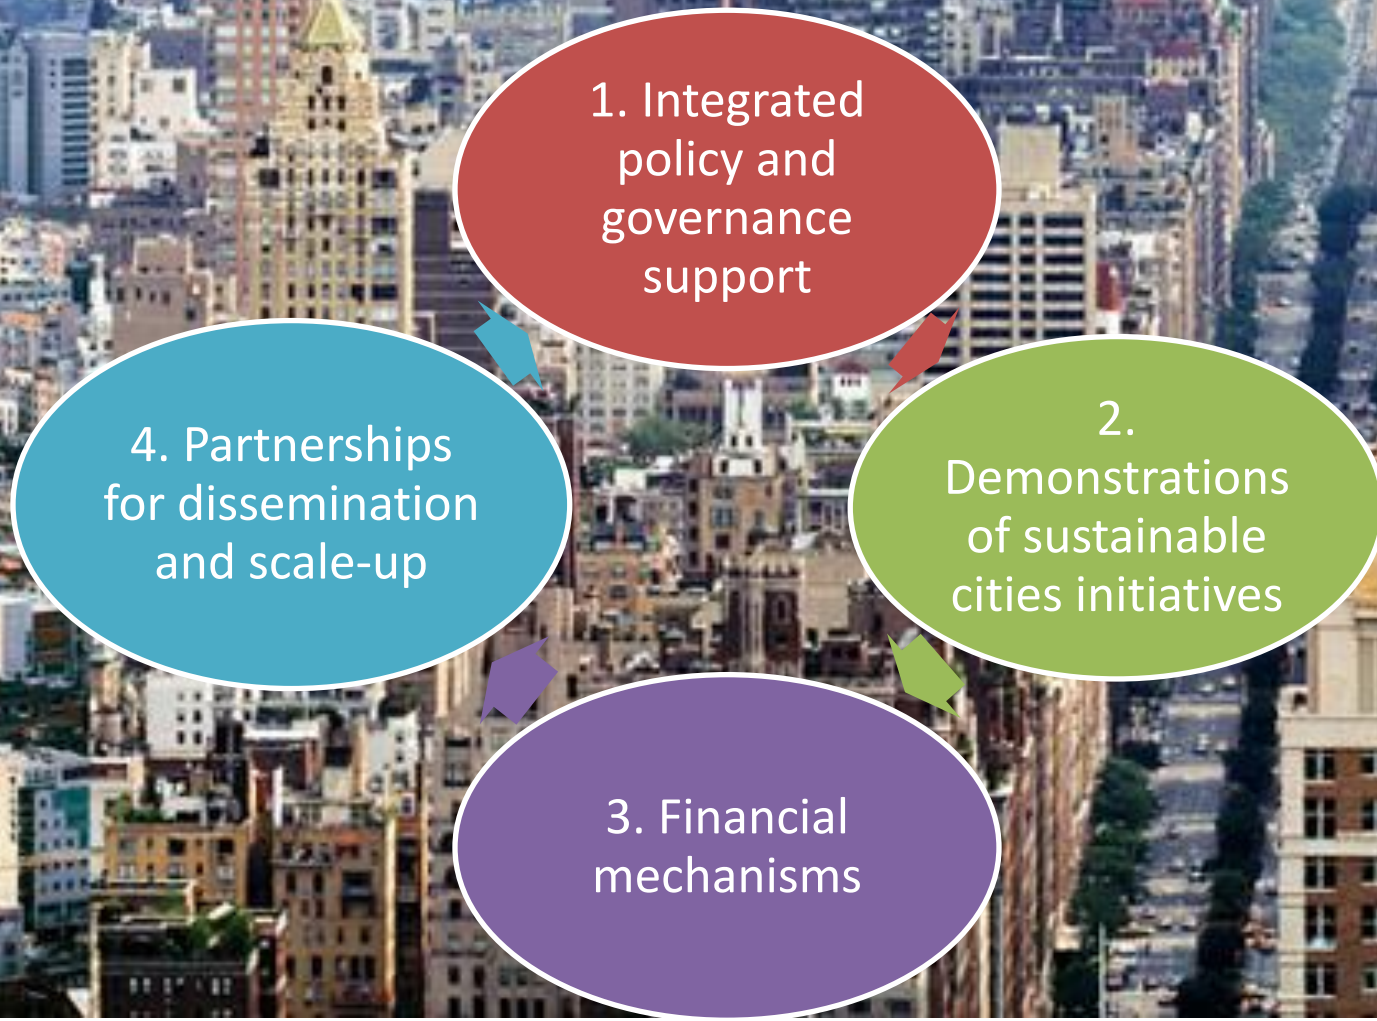 1. Integrated
policy and
governance
support
2.
Demonstrations
of sustainable
cities initiatives
3. Financial
mechanisms
4. Partnerships
for dissemination
and scale-up